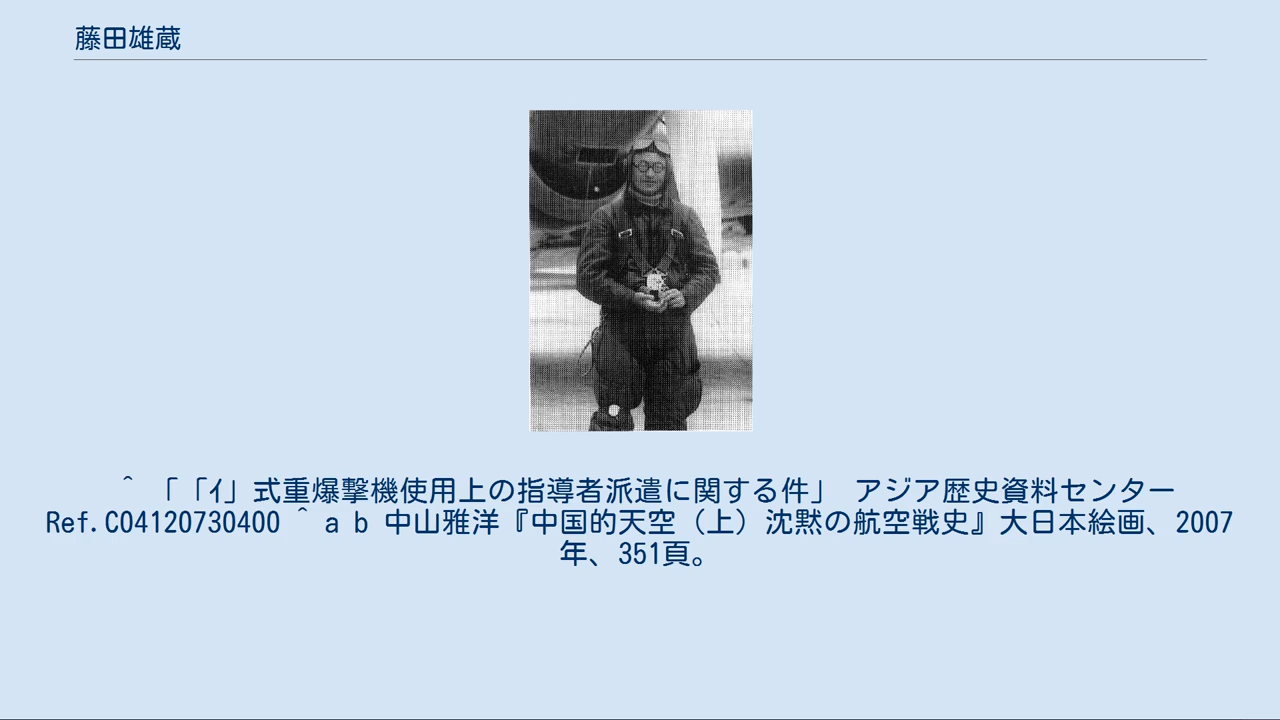 藤田雄蔵
^ 「「ｲ」式重爆撃機使用上の指導者派遣に関する件」 アジア歴史資料センター
Ref.C04120730400 ^ a b 中山雅洋『中国的天空（上）沈黙の航空戦史』大日本絵画、2007
年、351頁。